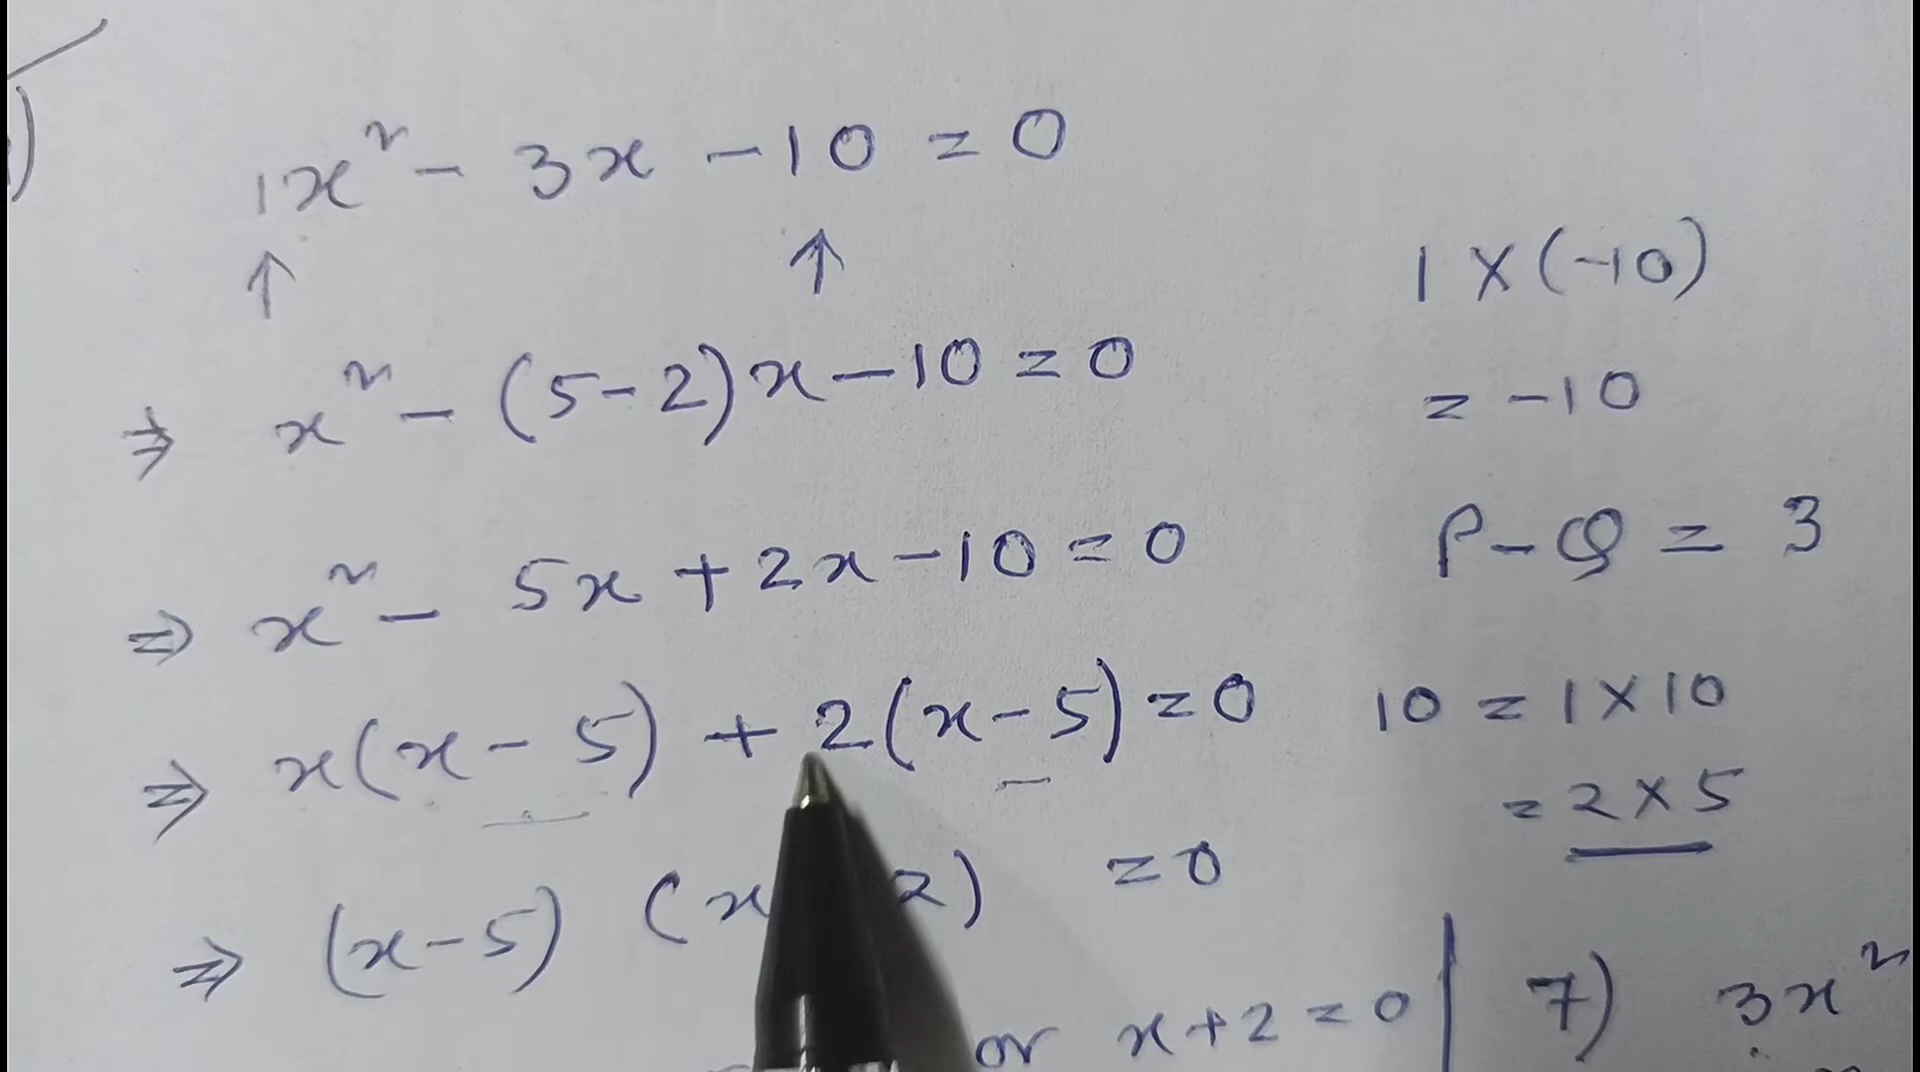 1x² - 3x - 10 = 0
↑ ↑
⇒ x² - (5-2)x - 10 = 0
⇒ x² - 5x + 2x - 10 = 0
⇒ x(x - 5) + 2(x - 5) = 0
⇒ (x-5) (x 2) = 0
or x+2 = 0
1 × (-10)
= -10
P - Q = 3
10 = 1 × 10
= 2 × 5
7) 3x²